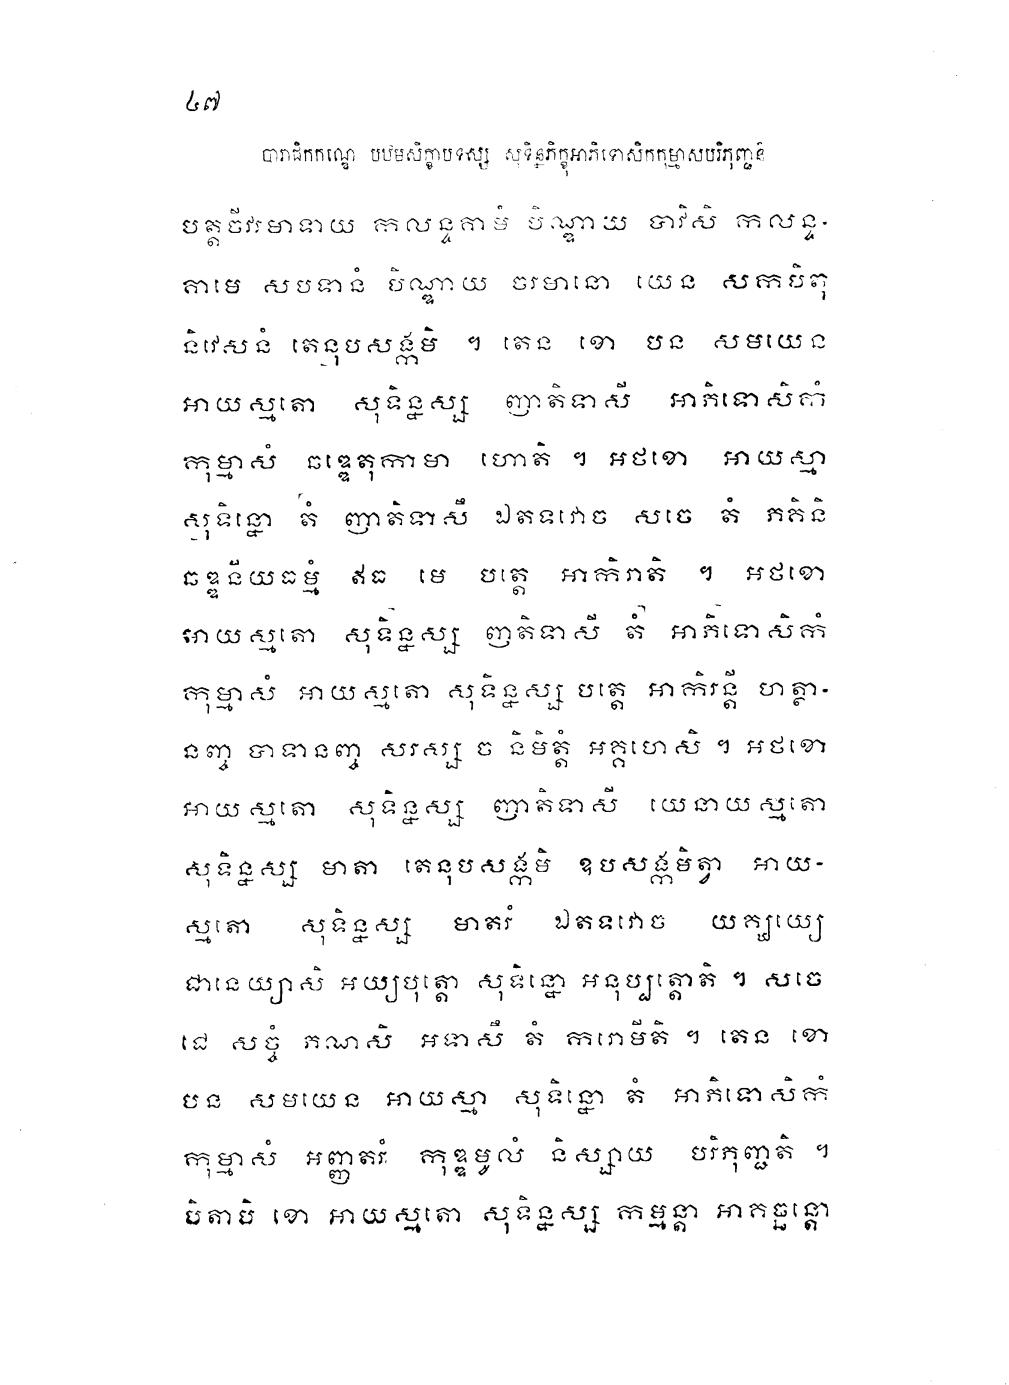 ៤៧
បារាជិកកណ្ឌេ បឋមសិក្ខាបទស្ស សុទិន្នភិក្ខុអាភិទោសិកកុម្មាសបរិភុញ្ជនំ
បត្តចីវរមាទាយ កលន្ទគាមំ បិណ្ឌាយ បាវិសិ កលន្ទ-
គាមេ សបទានំ បិណ្ឌាយ ចរមានោ យេន សកបិតុ
និវេសនំ តេនុបសង្កមិ ។ តេន ខោ បន សមយេន
អាយស្មតោ សុទិន្នស្ស ញាតិទាសី អាភិទោសិកំ
កុម្មាសំ ឆឌ្ឌេតុកាមា ហោតិ ។ អថខោ អាយស្មា
សុទិន្នោ តំ ញាតិទាសឹ ឯតទវោច សចេ តំ ភគិនិ
ឆឌ្ឌនីយធម្មំ ឥធ មេ បត្តេ អាកិរាតិ ។ អថខោ
អាយស្មតោ សុទិន្នស្ស ញតិទាសី តំ អាភិទោសិកំ
កុម្មាសំ អាយស្មតោ សុទិន្នស្ស បត្តេ អាកិរន្តី ហត្ថា-
នញ្ច បាទានញ្ច សរស្ស ច និមិត្តំ អគ្គហេសិ ។ អថខោ
អាយស្មតោ សុទិន្នស្ស ញាតិទាសី យេនាយស្មតោ
សុទិន្នស្ស មាតា តេនុបសង្កមិ ឧបសង្កមិត្វា អាយ-
ស្មតោ សុទិន្នស្ស មាតរំ ឯតទវោច យគ្ឃយ្យេ
ជានេយ្យាសិ អយ្យបុត្តោ សុទិន្នោ អនុប្បត្តោតិ ។ សចេ
ជេ សច្ចំ ភណសិ អទាសឹ តំ ករោមីតិ ។ តេន ខោ
បន សមយេន អាយស្មា សុទិន្នោ តំ អាភិទោសិកំ
កុម្មាសំ អញ្ញតរំ កុឌ្ឌមូលំ និស្សាយ បរិភុញ្ជតិ ។
បិតាបិ ខោ អាយស្មតោ សុទិន្នស្ស កម្មន្តា អាគច្ឆន្តោ